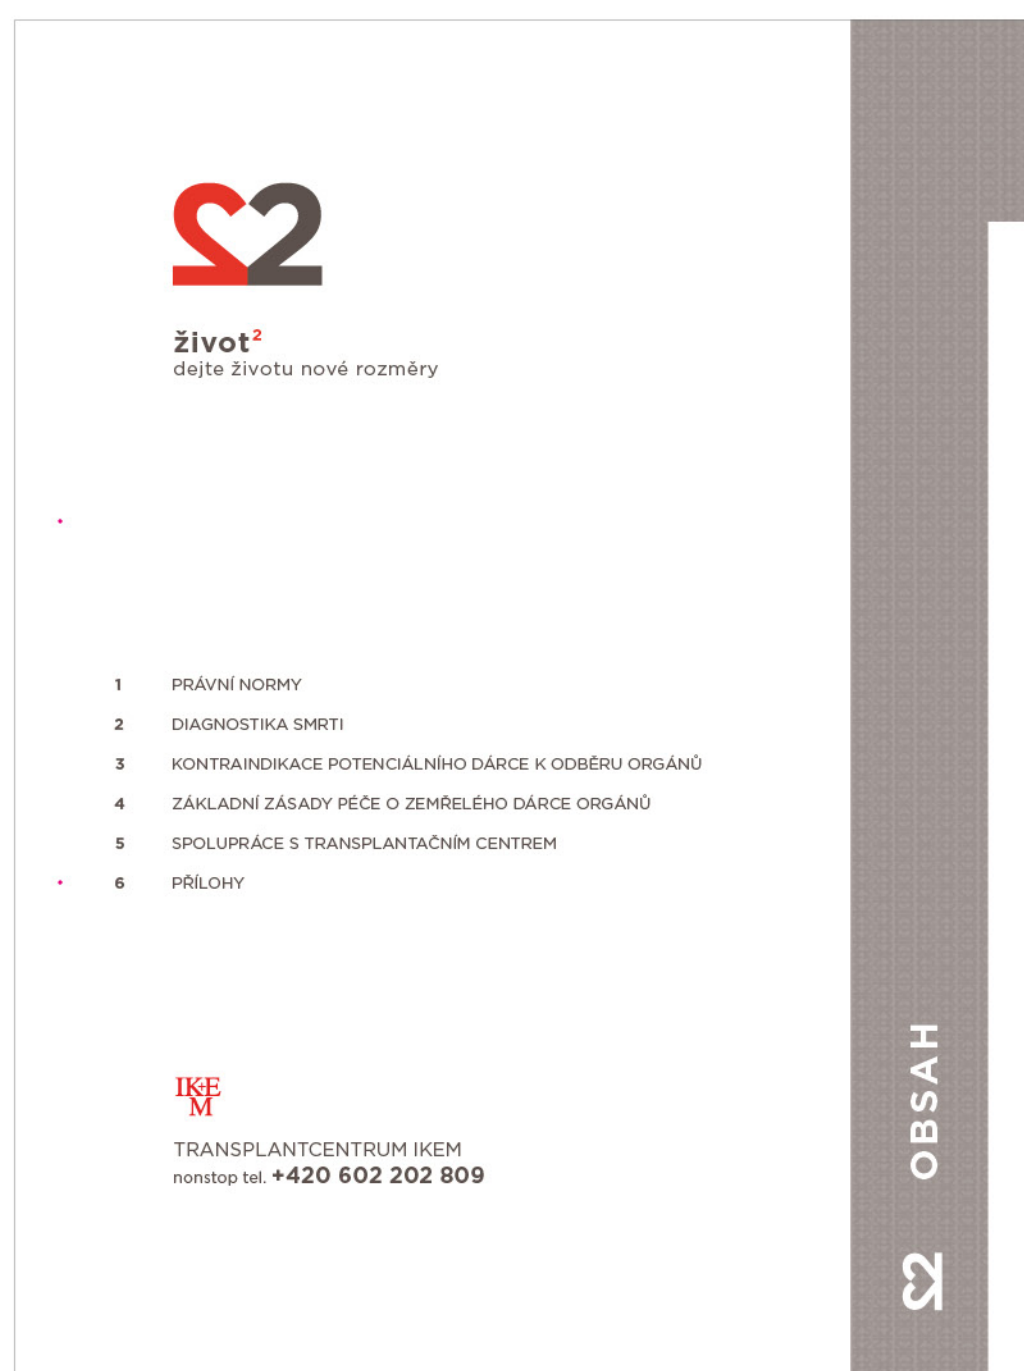 život²
dejte životu nové rozměry
1 PRÁVNÍ NORMY
2 DIAGNOSTIKA SMRTI
3 KONTRAINDIKACE POTENCIÁLNÍHO DÁRCE K ODBĚRU ORGÁNŮ
4 ZÁKLADNÍ ZÁSADY PÉČE O ZEMŘELÉHO DÁRCE ORGÁNŮ
5 SPOLUPRÁCE S TRANSPLANTAČNÍM CENTREM
6 PŘÍLOHY
IK+E
M
TRANSPLANTCENTRUM IKEM
nonstop tel. +420 602 202 809
OBSAH